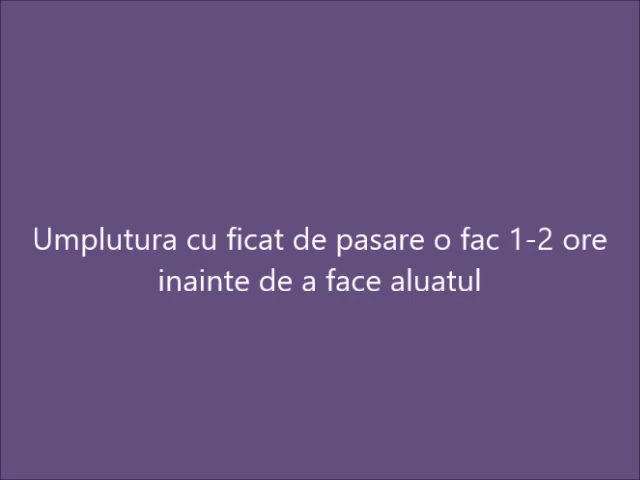 Umplutura cu ficat de pasare o fac 1-2 ore
inainte de a face aluatul